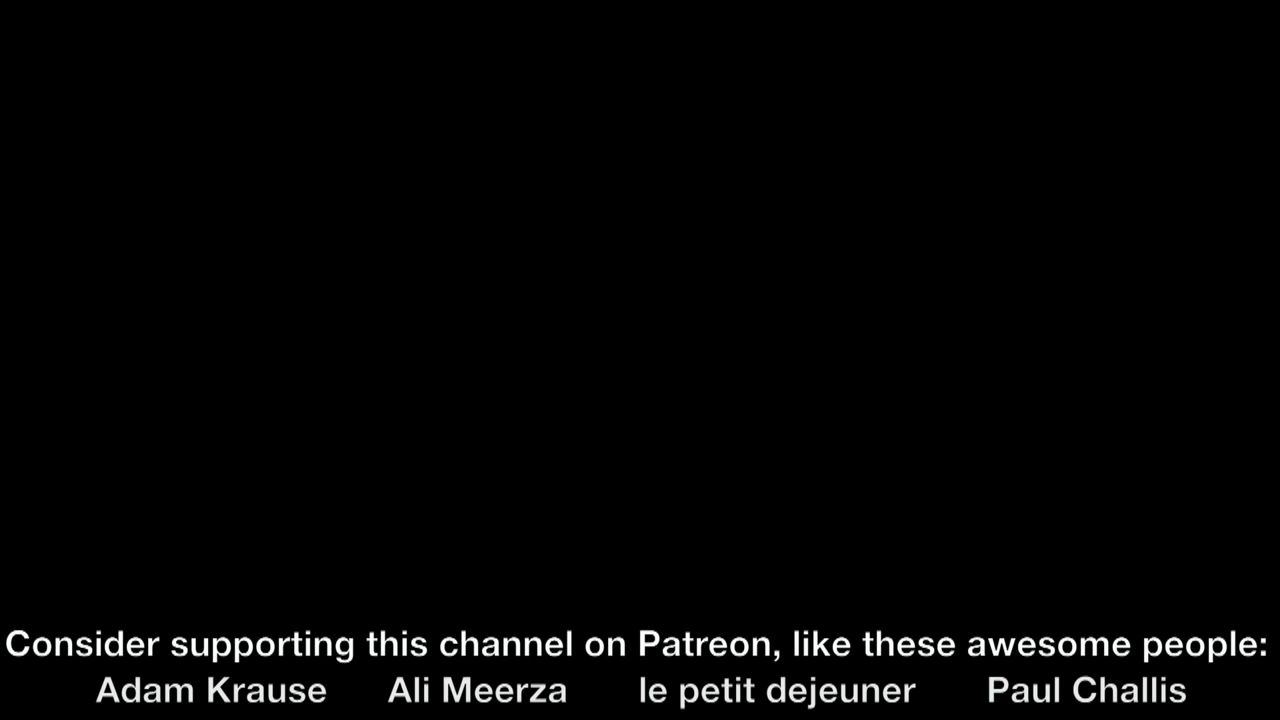 Consider supporting this channel on Patreon, like these awesome people:
Adam Krause Ali Meerza le petit dejeuner Paul Challis